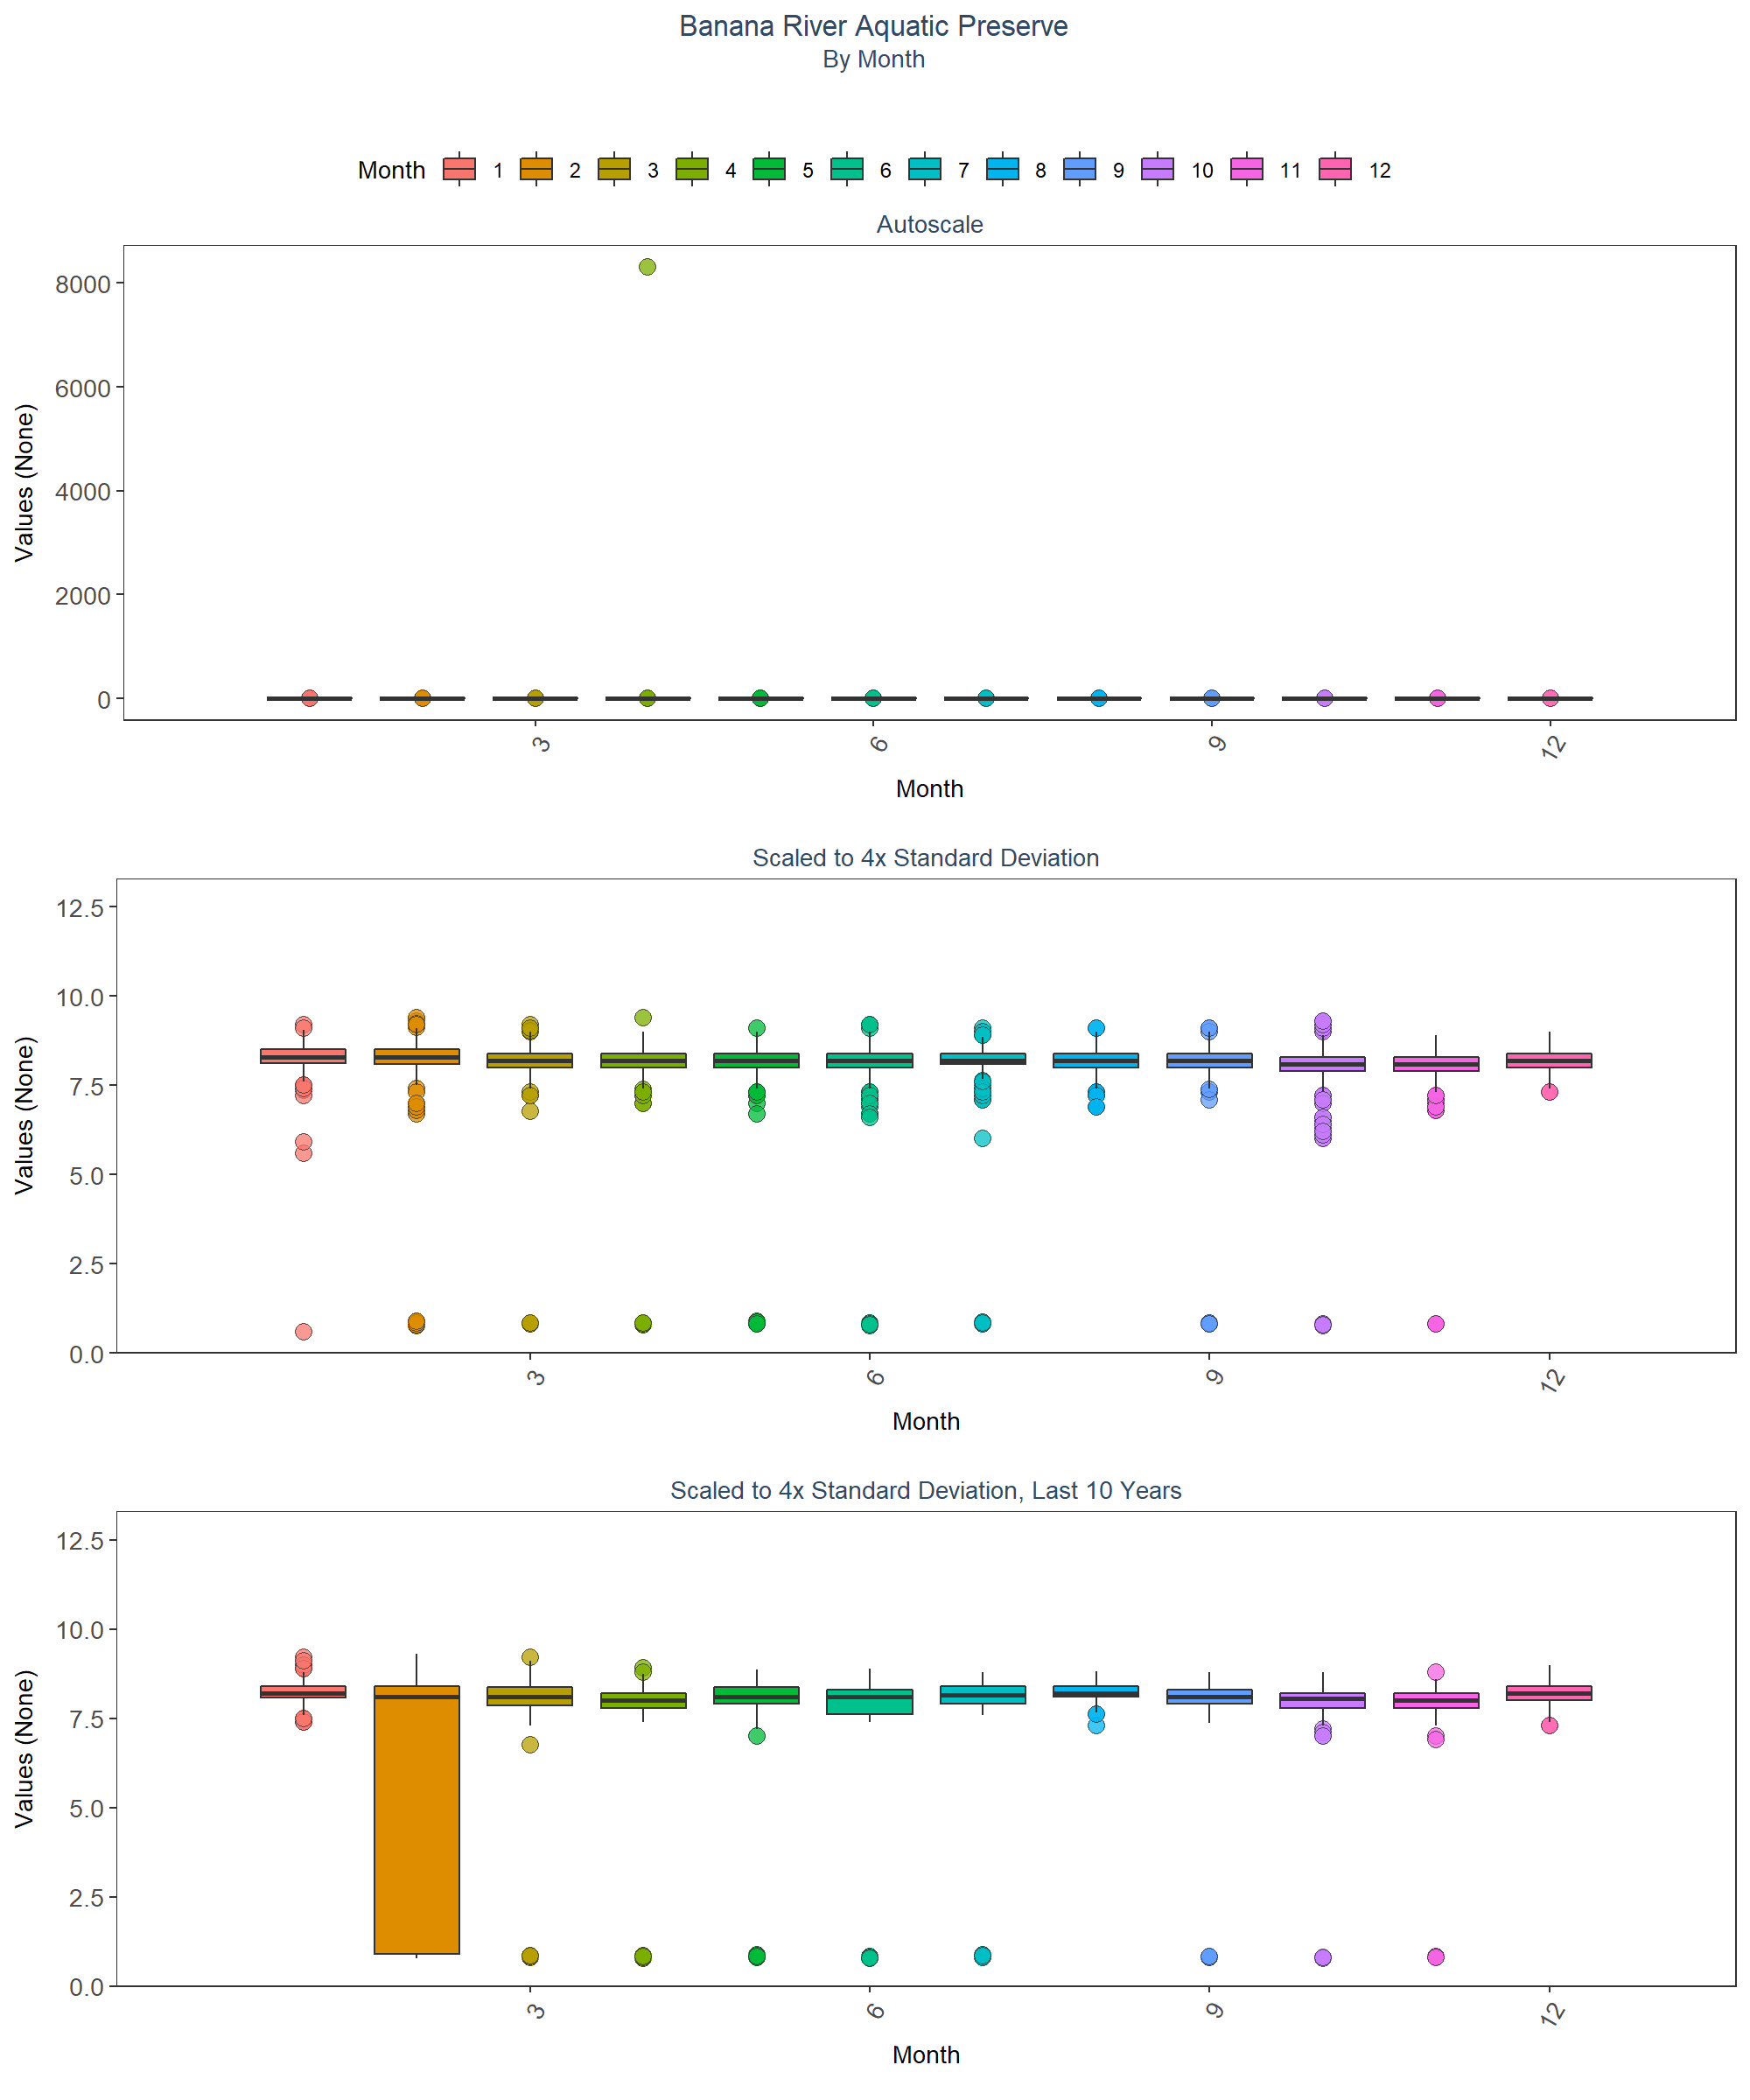 Banana River Aquatic Preserve
By Month
Month 1 2 3 4 5 6 7 8 9 10 11 12
Autoscale
8000
6000
4000
2000
0
Values (None)
3 6 9 12
Month
Scaled to 4x Standard Deviation
12.5
10.0
7.5
5.0
2.5
0.0
Values (None)
3 6 9 12
Month
Scaled to 4x Standard Deviation, Last 10 Years
12.5
10.0
7.5
5.0
2.5
0.0
Values (None)
3 6 9 12
Month